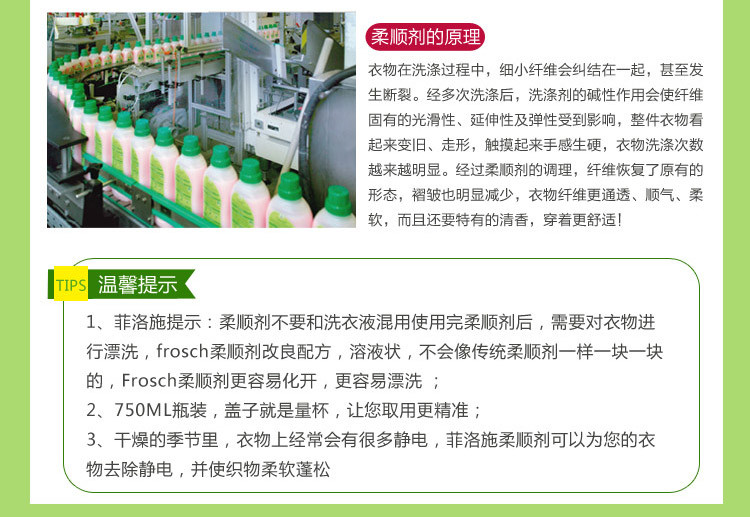 柔顺剂的原理
衣物在洗涤过程中，细小纤维会纠结在一起，甚至发
生断裂。经多次洗涤后，洗涤剂的碱性作用会使纤维
固有的光滑性、延伸性及弹性受到影响，整件衣物看
起来变旧、走形，触摸起来手感生硬，衣物洗涤次数
越来越明显。经过柔顺剂的调理，纤维恢复了原有的
形态，褶皱也明显减少，衣物纤维更通透、顺气、柔
软，而且还要特有的清香，穿着更舒适！
TIPS 温馨提示
1、菲洛施提示：柔顺剂不要和洗衣液混用使用完柔顺剂后，需要对衣物进
行漂洗，frosch柔顺剂改良配方，溶液状，不会像传统柔顺剂一样一块一块
的，Frosch柔顺剂更容易化开，更容易漂洗 ；
2、750ML瓶装，盖子就是量杯，让您取用更精准；
3、干燥的季节里，衣物上经常会有很多静电，菲洛施柔顺剂可以为您的衣
物去除静电，并使织物柔软蓬松